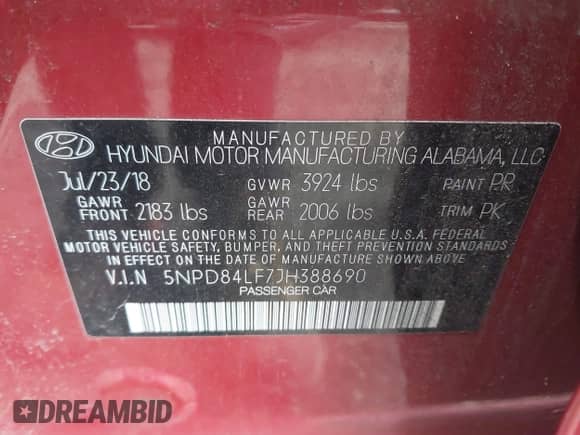 MANUFACTURED BY
HYUNDAI MOTOR MANUFACTURING ALABAMA, LLC
Jul/23/18 GVWR 3924 lbs PAINT PR
GAWR FRONT 2183 lbs GAWR REAR 2006 lbs TRIM PK
THIS VEHICLE CONFORMS TO ALL APPLICABLE U.S.A. FEDERAL
MOTOR VEHICLE SAFETY, BUMPER, AND THEFT PREVENTION STANDARDS
IN EFFECT ON THE DATE OF MANUFACTURE SHOWN ABOVE.
V.I.N 5NPD84LF7JH388690
PASSENGER CAR
DREAMBID